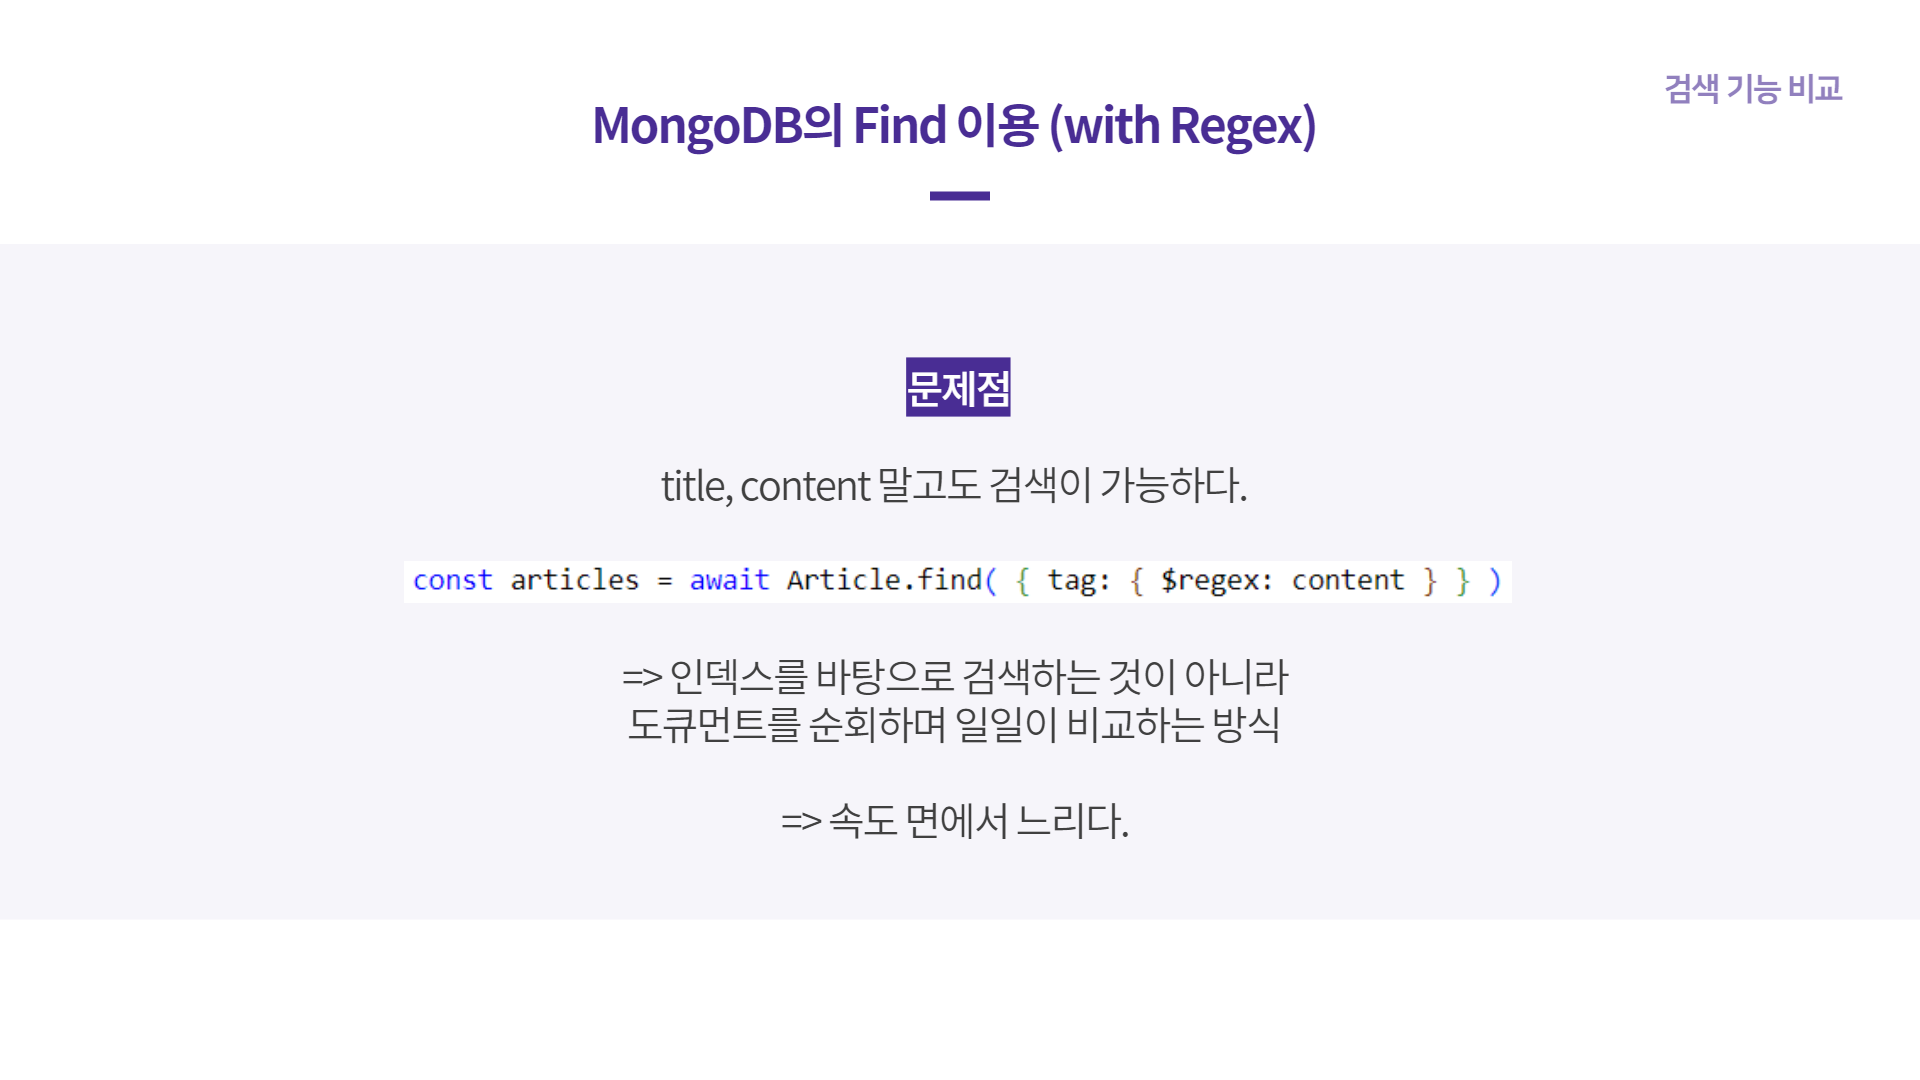 검색 기능 비교
MongoDB의 Find 이용 (with Regex)
문제점
title, content 말고도 검색이 가능하다.
const articles = await Article.find( { tag: { $regex: content } } )
=> 인덱스를 바탕으로 검색하는 것이 아니라
도큐먼트를 순회하며 일일이 비교하는 방식
=> 속도 면에서 느리다.